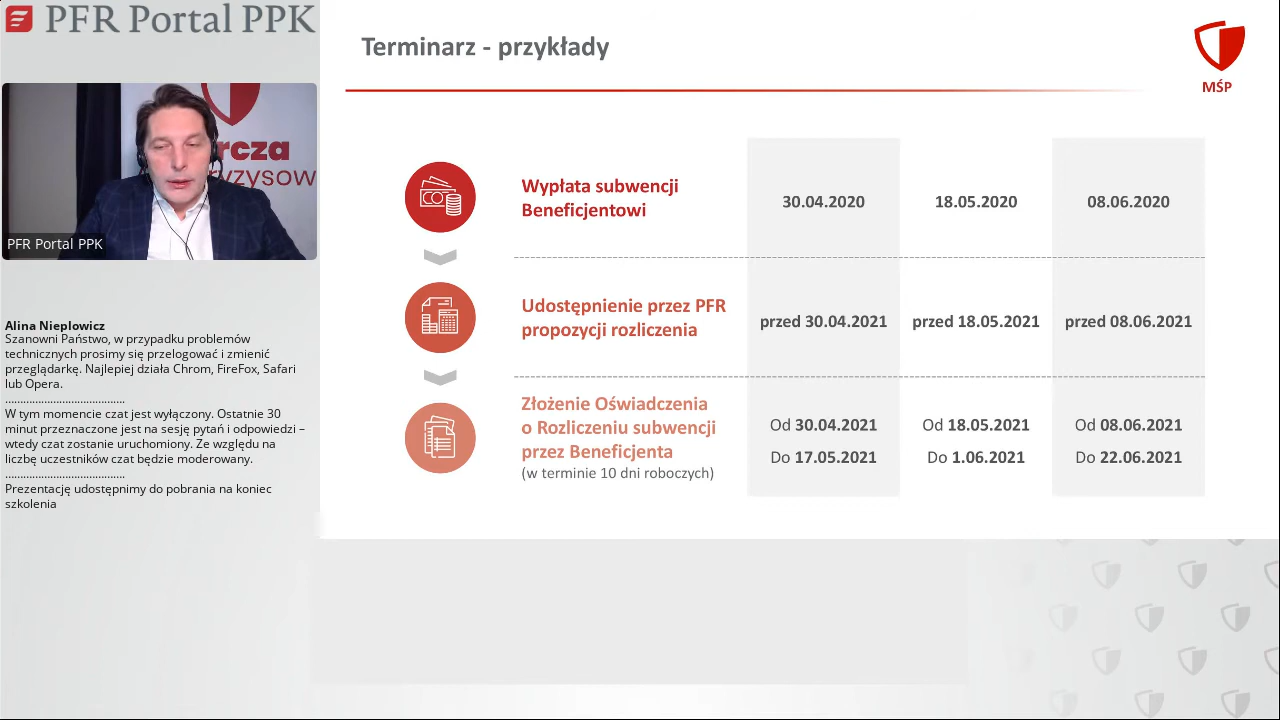 PFR Portal PPK
rcza
ryzysow
PFR Portal PPK
Alina Nieplowicz
Szanowni Państwo, w przypadku problemów
technicznych prosimy się przelogować i zmienić
przeglądarkę. Najlepiej działa Chrom, FireFox, Safari
lub Opera.
........................................
W tym momencie czat jest wyłączony. Ostatnie 30
minut przeznaczone jest na sesję pytań i odpowiedzi –
wtedy czat zostanie uruchomiony. Ze względu na
liczbę uczestników czat będzie moderowany.
........................................
Prezentację udostępnimy do pobrania na koniec
szkolenia
Terminarz - przykłady
MŚP
Wypłata subwencji
Beneficjentowi
30.04.2020 18.05.2020 08.06.2020
Udostępnienie przez PFR
propozycji rozliczenia
przed 30.04.2021 przed 18.05.2021 przed 08.06.2021
Złożenie Oświadczenia
o Rozliczeniu subwencji
przez Beneficjenta
(w terminie 10 dni roboczych)
Od 30.04.2021 Od 18.05.2021 Od 08.06.2021
Do 17.05.2021 Do 1.06.2021 Do 22.06.2021